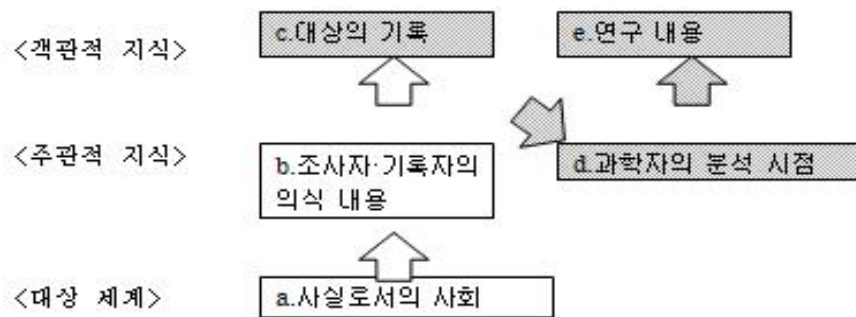 <객관적 지식> c.대상의 기록 e.연구 내용
<주관적 지식> b.조사자·기록자의 d.과학자의 분석 시점
의식 내용
<대상 세계> a.사실로서의 사회